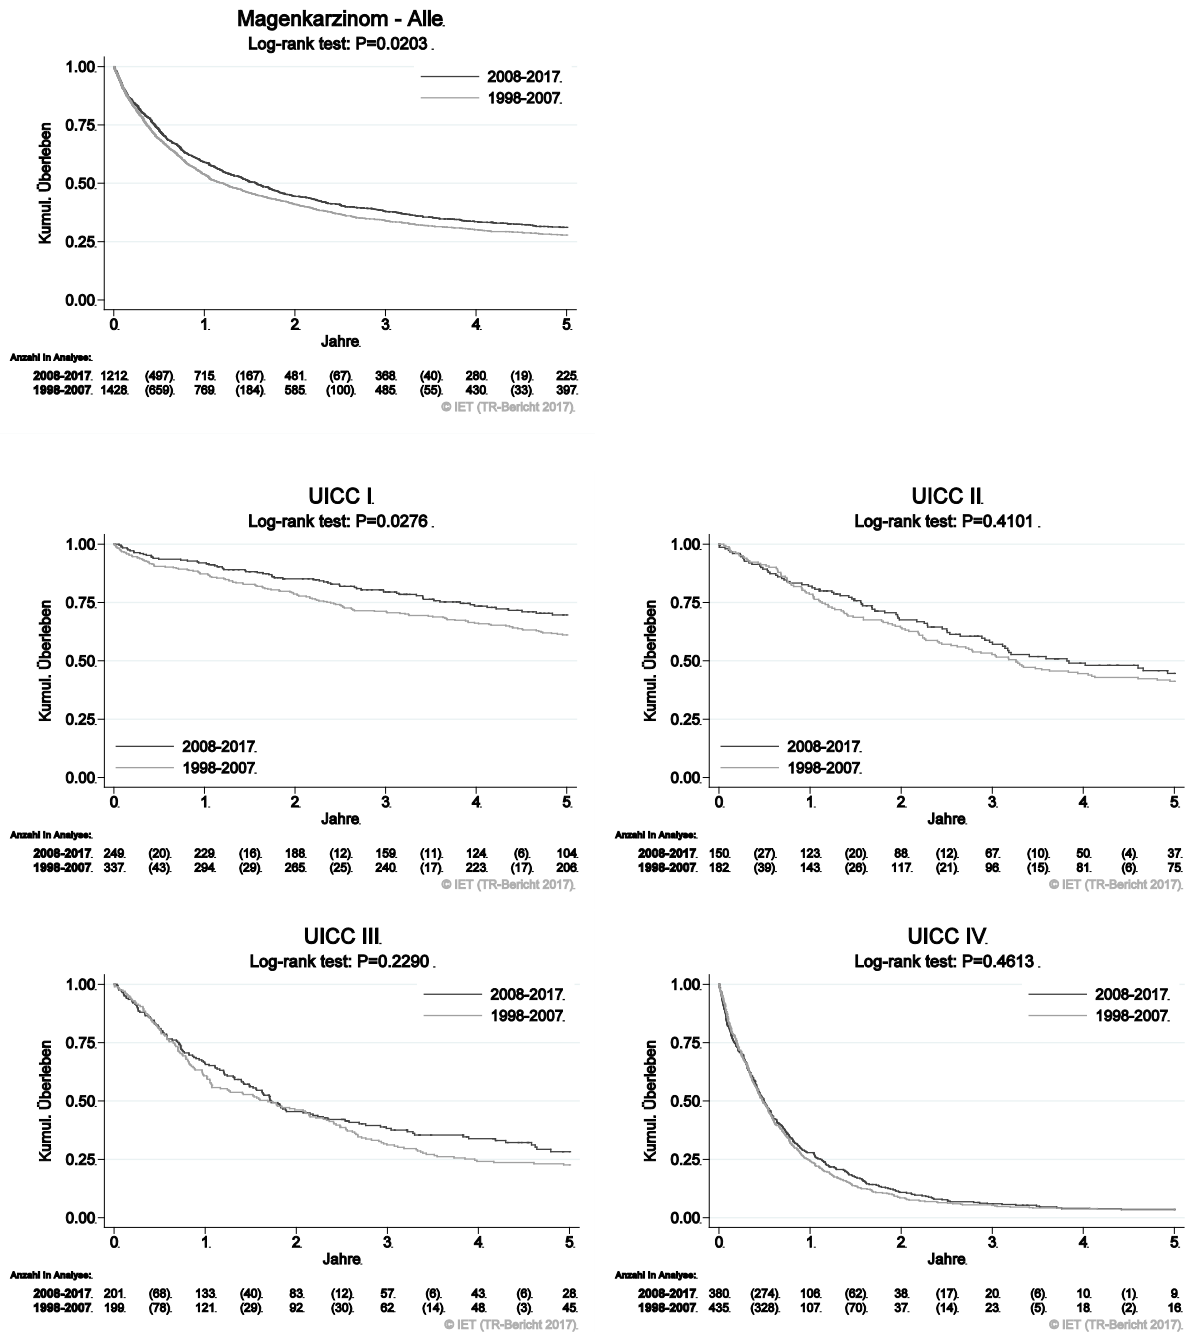 Magenkarzinom - Alle.
Log-rank test: P=0.0203 .
1.00
0.75
0.50
0.25
0.00
Kumul. Überleben
2008-2017.
1998-2007.
0. 1. 2. 3. 4. 5.
Jahre.
Anzahl in Analyse:.
2008-2017. 1212. (497). 715. (167). 481. (67). 368. (40). 280. (19). 225.
1998-2007. 1428. (659). 769. (184). 585. (100). 485. (55). 430. (33). 397.
© IET (TR-Bericht 2017).
UICC I.
Log-rank test: P=0.0276 .
1.00
0.75
0.50
0.25
0.00
Kumul. Überleben
2008-2017.
1998-2007.
0. 1. 2. 3. 4. 5.
Jahre.
Anzahl in Analyse:.
2008-2017. 249. (20). 229. (16). 188. (12). 159. (11). 124. (6). 104.
1998-2007. 337. (43). 294. (29). 265. (25). 240. (17). 223. (17). 206.
© IET (TR-Bericht 2017).
UICC II.
Log-rank test: P=0.4101 .
1.00
0.75
0.50
0.25
0.00
Kumul. Überleben
2008-2017.
1998-2007.
0. 1. 2. 3. 4. 5.
Jahre.
Anzahl in Analyse:.
2008-2017. 150. (27). 123. (20). 88. (12). 67. (10). 50. (4). 37.
1998-2007. 182. (39). 143. (26). 117. (21). 96. (15). 81. (6). 75.
© IET (TR-Bericht 2017).
UICC III.
Log-rank test: P=0.2290 .
1.00
0.75
0.50
0.25
0.00
Kumul. Überleben
2008-2017.
1998-2007.
0. 1. 2. 3. 4. 5.
Jahre.
Anzahl in Analyse:.
2008-2017. 201. (68). 133. (40). 83. (12). 57. (6). 43. (6). 28.
1998-2007. 199. (78). 121. (29). 92. (30). 62. (14). 48. (3). 45.
© IET (TR-Bericht 2017).
UICC IV.
Log-rank test: P=0.4613 .
1.00
0.75
0.50
0.25
0.00
Kumul. Überleben
2008-2017.
1998-2007.
0. 1. 2. 3. 4. 5.
Jahre.
Anzahl in Analyse:.
2008-2017. 380. (274). 106. (62). 38. (17). 20. (6). 10. (1). 9.
1998-2007. 435. (328). 107. (70). 37. (14). 23. (5). 18. (2). 16.
© IET (TR-Bericht 2017).